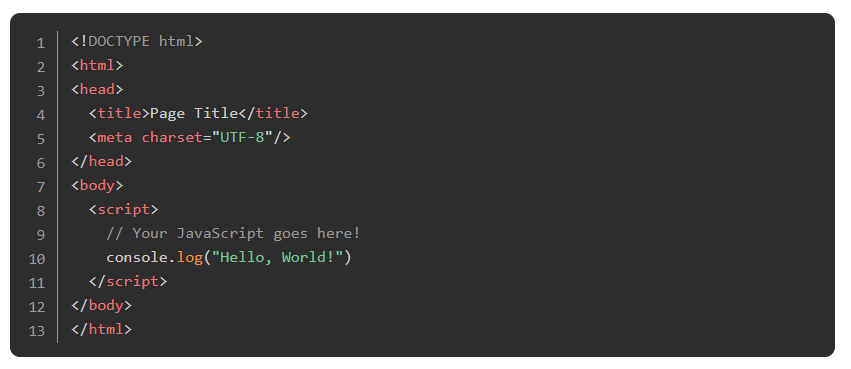 1 <!DOCTYPE html>
2 <html>
3 <head>
4   <title>Page Title</title>
5   <meta charset="UTF-8"/>
6 </head>
7 <body>
8   <script>
9     // Your JavaScript goes here!
10     console.log("Hello, World!")
11   </script>
12 </body>
13 </html>